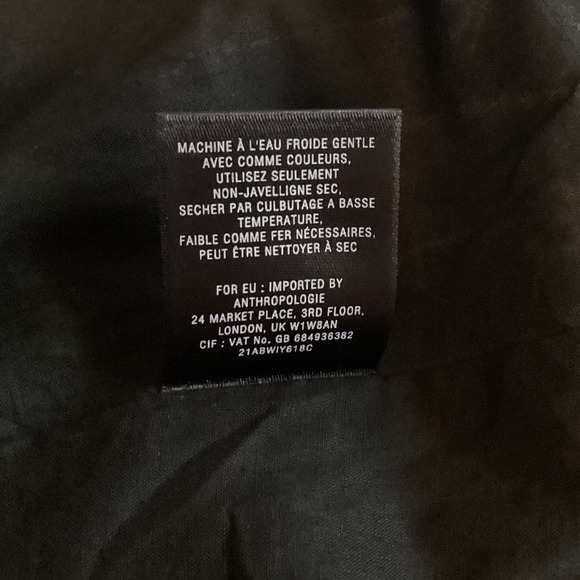 MACHINE À L'EAU FROIDE GENTLE
AVEC COMME COULEURS,
UTILISEZ SEULEMENT
NON-JAVELLIGNE SEC,
SECHER PAR CULBUTAGE A BASSE
TEMPERATURE,
FAIBLE COMME FER NÉCESSAIRES,
PEUT ÊTRE NETTOYER À SEC
FOR EU : IMPORTED BY
ANTHROPOLOGIE
24 MARKET PLACE, 3RD FLOOR,
LONDON, UK W1W8AN
CIF : VAT No. GB 684936382
21ABWIY618C